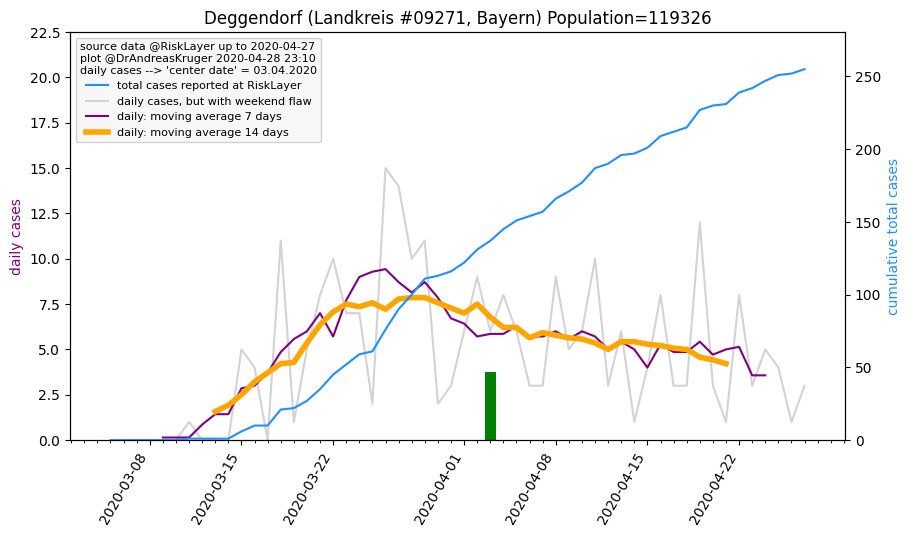 Deggendorf (Landkreis #09271, Bayern) Population=119326
source data @RiskLayer up to 2020-04-27
plot @DrAndreasKruger 2020-04-28 23:10
daily cases --> 'center date' = 03.04.2020
total cases reported at RiskLayer
daily cases, but with weekend flaw
daily: moving average 7 days
daily: moving average 14 days
daily cases
22.5
20.0
17.5
15.0
12.5
10.0
7.5
5.0
2.5
0.0
250
200
150
100
50
0
cumulative total cases
2020-03-08
2020-03-15
2020-03-22
2020-04-01
2020-04-08
2020-04-15
2020-04-22